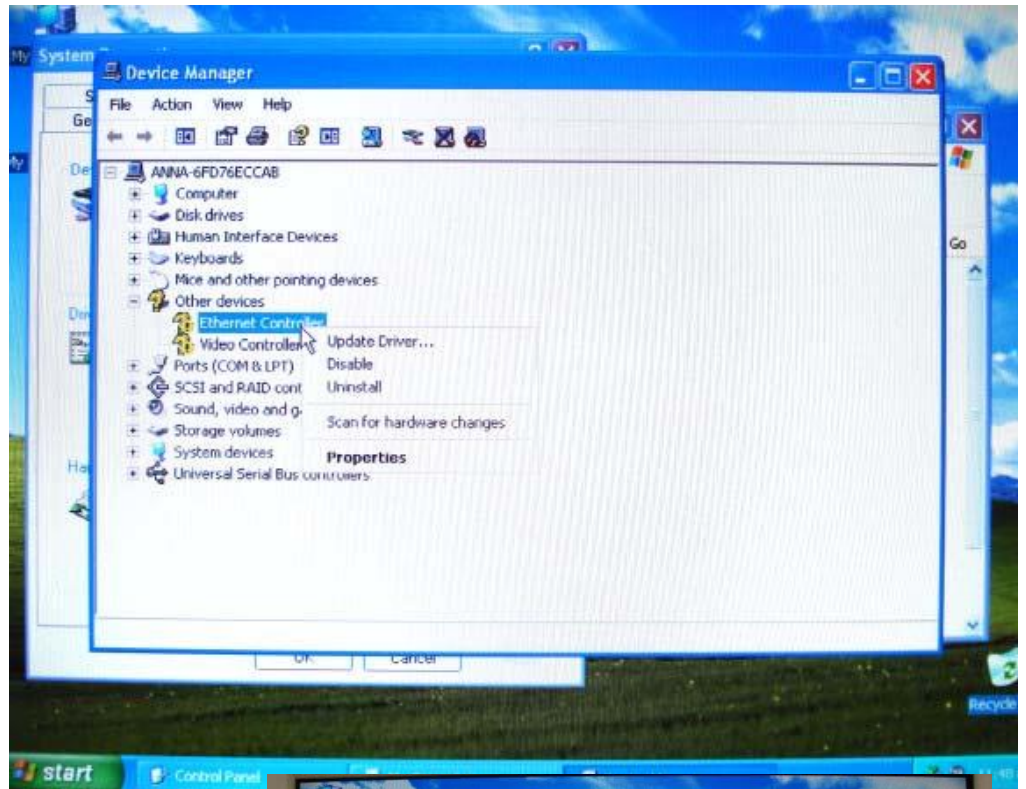 My
System
Device Manager
File Action View Help
Ge
De
ANNA-6FD76ECCAB
Computer
Disk drives
Human Interface Devices
Go
Keyboards
Mice and other pointing devices
Other devices
Ethernet Controller
Video Controller
Update Driver...
Ports (COM & LPT)
Disable
SCSI and RAID cont
Uninstall
Sound, video and g
Scan for hardware changes
Storage volumes
System devices
Properties
Universal Serial Bus controllers
OK Cancel
Recycle
start
Control Panel